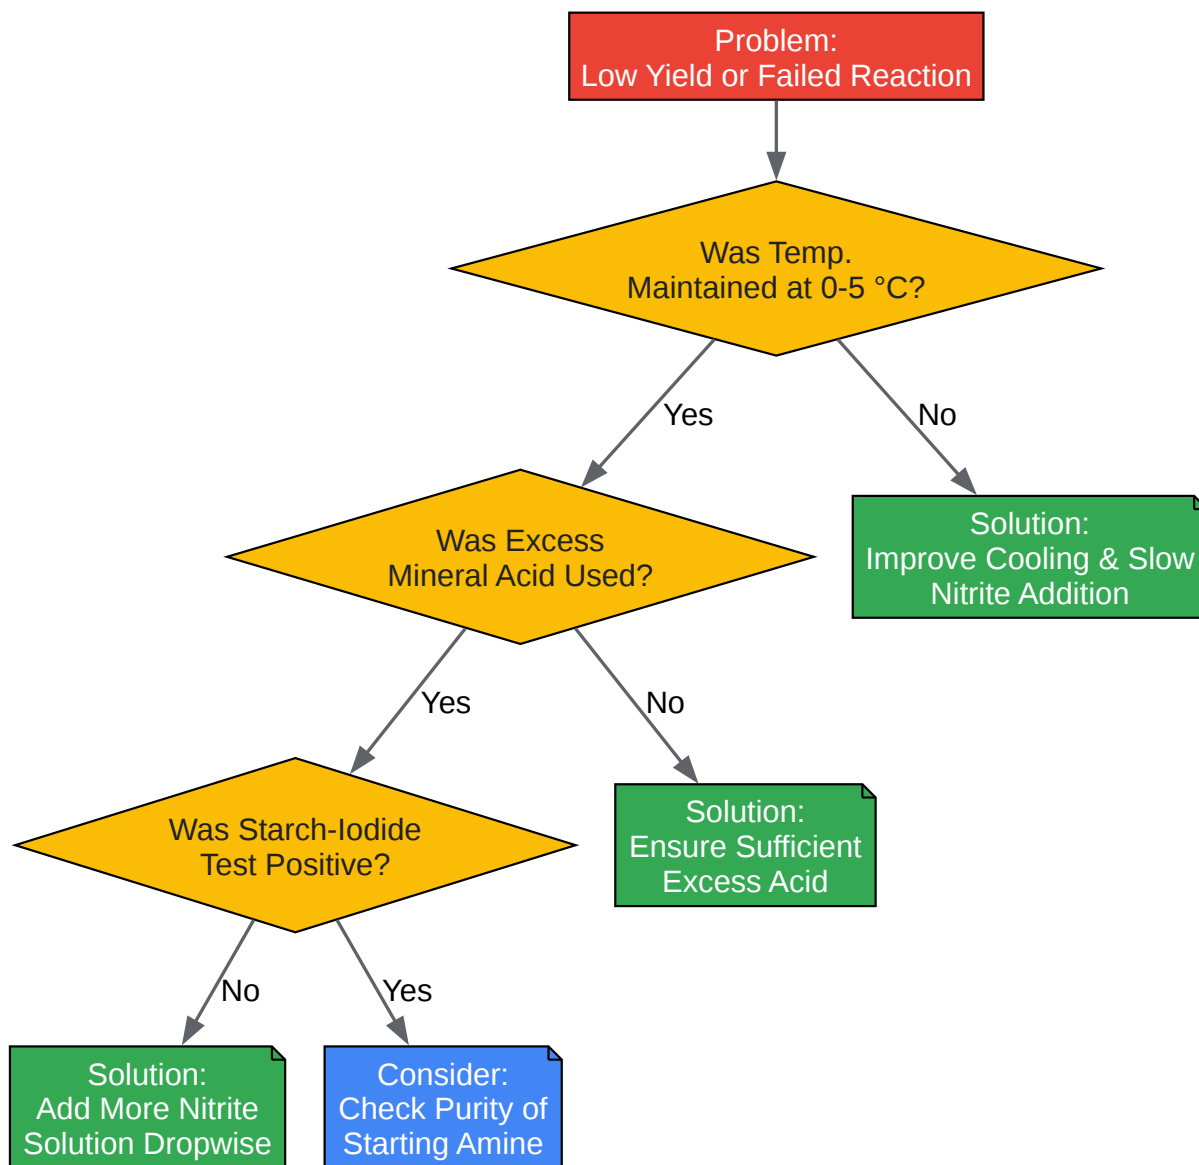 Problem:
Low Yield or Failed Reaction
Was Temp.
Maintained at 0-5 °C?
Yes
No
Was Excess
Mineral Acid Used?
Solution:
Improve Cooling & Slow
Nitrite Addition
Yes
No
Was Starch-Iodide
Test Positive?
Solution:
Ensure Sufficient
Excess Acid
No
Yes
Solution:
Add More Nitrite
Solution Dropwise
Consider:
Check Purity of
Starting Amine